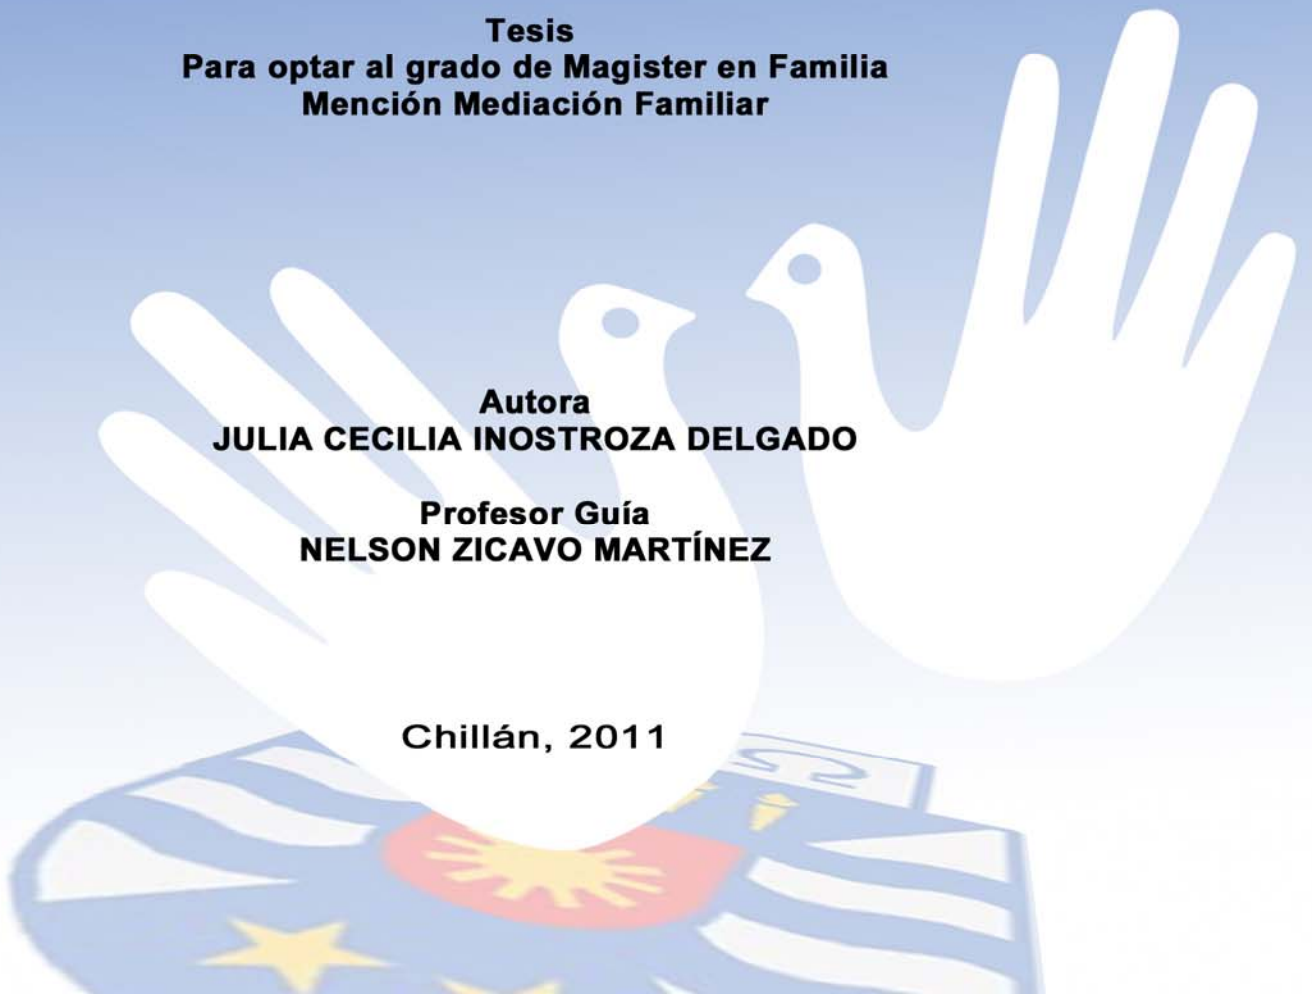 Tesis
Para optar al grado de Magister en Familia
Mención Mediación Familiar
Autora
JULIA CECILIA INOSTROZA DELGADO
Profesor Guía
NELSON ZICAVO MARTÍNEZ
Chillán, 2011